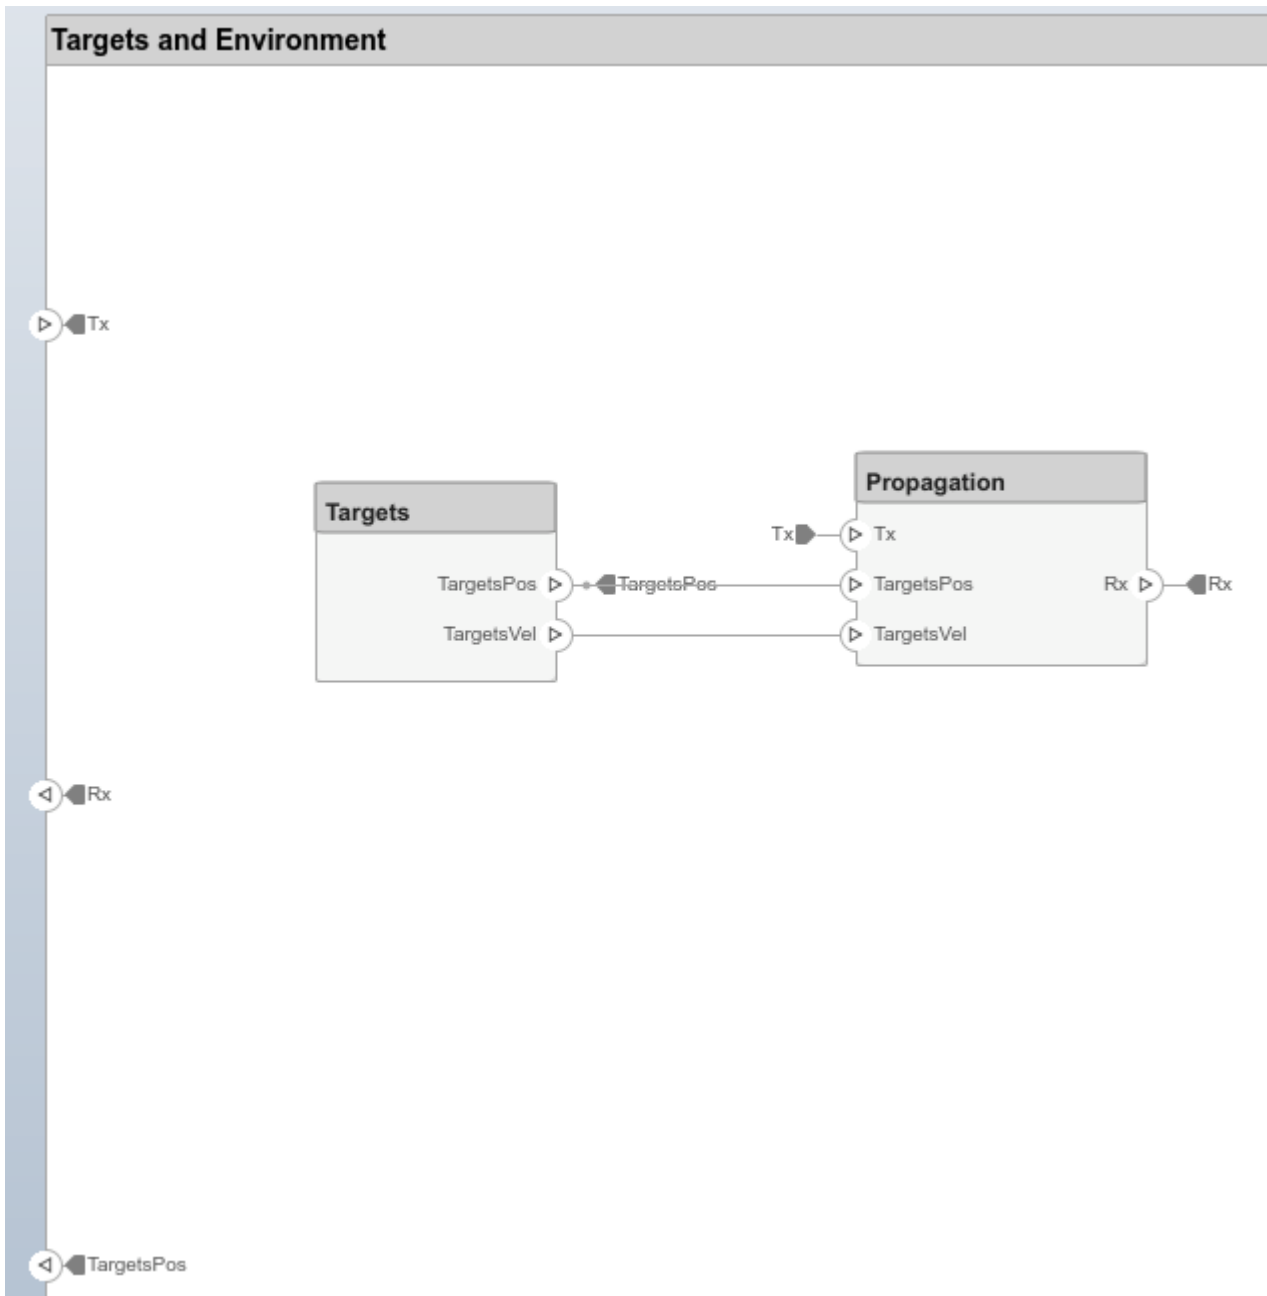 Targets and Environment
Tx
Propagation
Targets
Tx Tx
TargetsPos TargetsPos TargetsPos Rx Rx
TargetsVel TargetsVel
Rx
TargetsPos